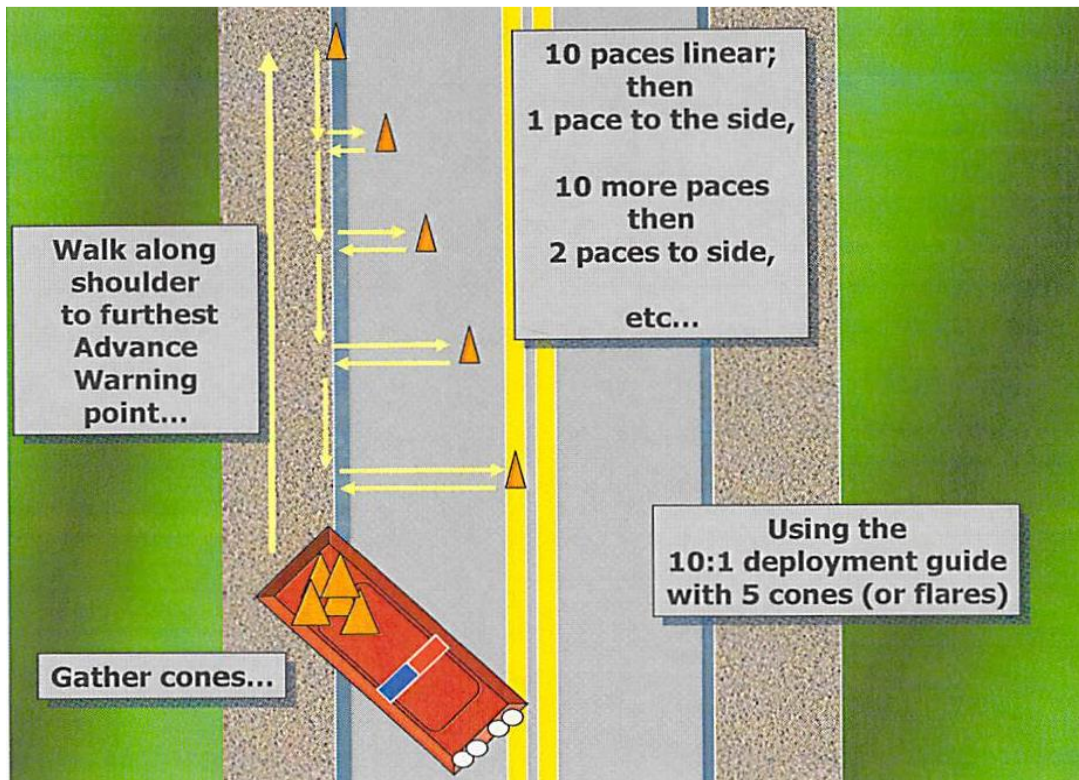 10 paces linear;
then
1 pace to the side,
10 more paces
then
2 paces to side,
etc...
Walk along
shoulder
to furthest
Advance
Warning
point...
Using the
10:1 deployment guide
with 5 cones (or flares)
Gather cones...